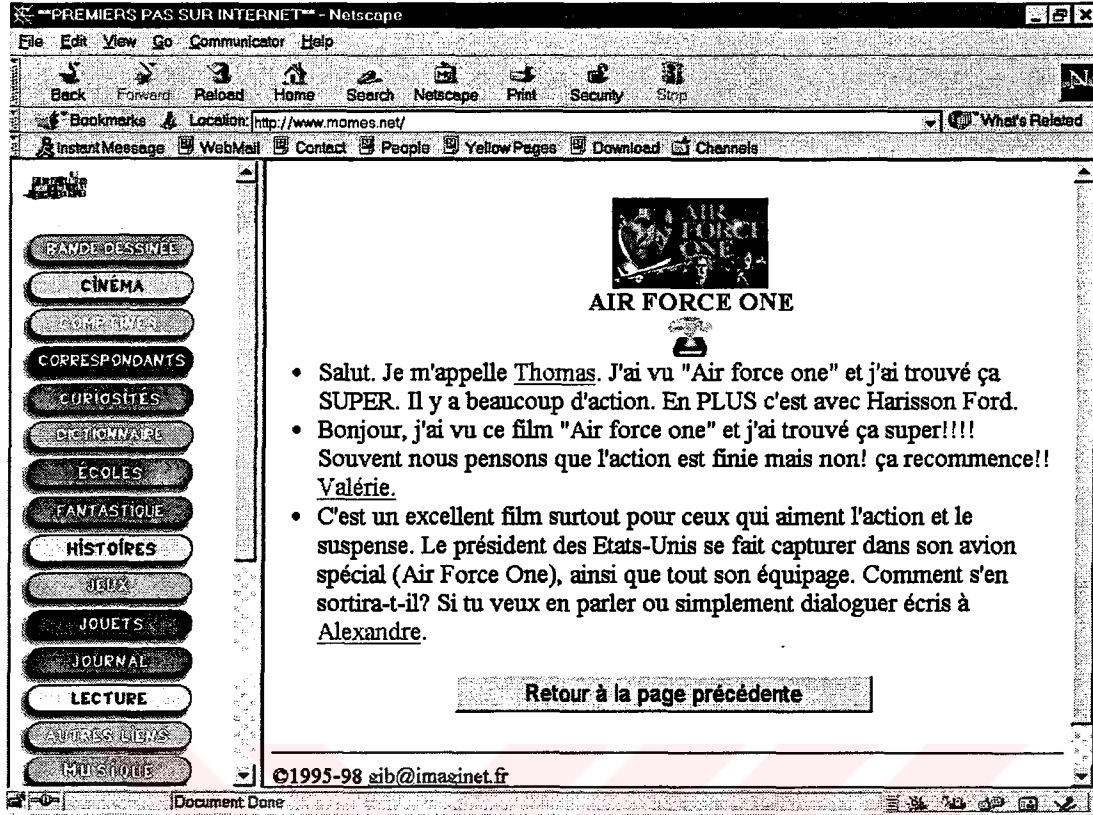 **PREMIERS PAS SUR INTERNET** - Netscape
File Edit View Go Communicator Help
Back Forward Reload Home Search Netscape Print Security Stop
Bookmarks Location: http://www.momes.net/ What's Related
Instant Message WebMail Contact People Yellow Pages Download Channels
BANDE DESSINÉE
CINÉMA
COMPTINES
CORRESPONDANTS
CURIOSITÉS
DICTIONNAIRE
ÉCOLES
FANTASTIQUE
HISTOIRES
JEUX
JOUETS
JOURNAL
LECTURE
AUTRES LIENS
MUSIQUE
AIR
FORCE
ONE
AIR FORCE ONE
• Salut. Je m'appelle Thomas. J'ai vu "Air force one" et j'ai trouvé ça
SUPER. Il y a beaucoup d'action. En PLUS c'est avec Harisson Ford.
• Bonjour, j'ai vu ce film "Air force one" et j'ai trouvé ça super!!!!
Souvent nous pensons que l'action est finie mais non! ça recommence!!
Valérie.
• C'est un excellent film surtout pour ceux qui aiment l'action et le
suspense. Le président des Etats-Unis se fait capturer dans son avion
spécial (Air Force One), ainsi que tout son équipage. Comment s'en
sortira-t-il? Si tu veux en parler ou simplement dialoguer écris à
Alexandre.
Retour à la page précédente
©1995-98 gib@imaginet.fr
Document Done